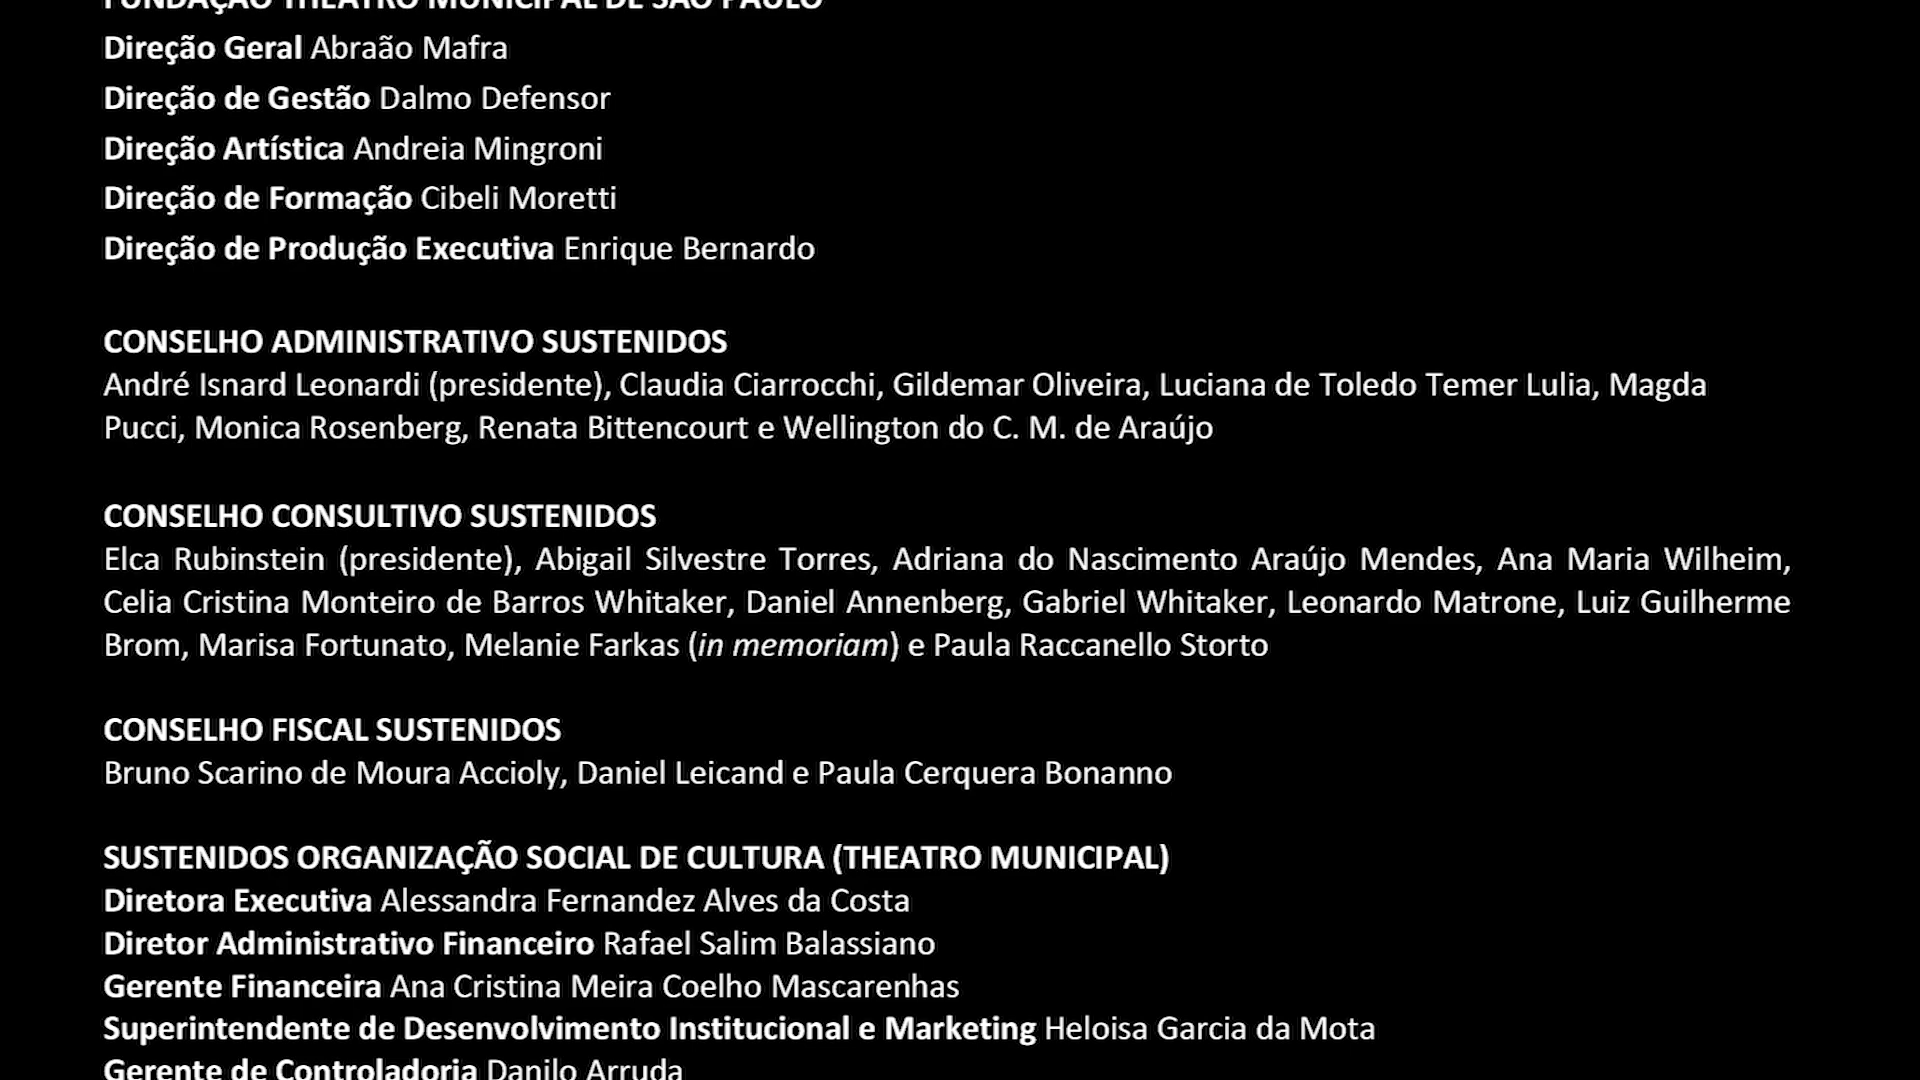 FUNDAÇÃO THEATRO MUNICIPAL DE SÃO PAULO
Direção Geral Abraão Mafra
Direção de Gestão Dalmo Defensor
Direção Artística Andreia Mingroni
Direção de Formação Cibeli Moretti
Direção de Produção Executiva Enrique Bernardo
CONSELHO ADMINISTRATIVO SUSTENIDOS
André Isnard Leonardi (presidente), Claudia Ciarrocchi, Gildemar Oliveira, Luciana de Toledo Temer Lulia, Magda
Pucci, Monica Rosenberg, Renata Bittencourt e Wellington do C. M. de Araújo
CONSELHO CONSULTIVO SUSTENIDOS
Elca Rubinstein (presidente), Abigail Silvestre Torres, Adriana do Nascimento Araújo Mendes, Ana Maria Wilheim,
Celia Cristina Monteiro de Barros Whitaker, Daniel Annenberg, Gabriel Whitaker, Leonardo Matrone, Luiz Guilherme
Brom, Marisa Fortunato, Melanie Farkas (in memoriam) e Paula Raccanello Storto
CONSELHO FISCAL SUSTENIDOS
Bruno Scarino de Moura Accioly, Daniel Leicand e Paula Cerquera Bonanno
SUSTENIDOS ORGANIZAÇÃO SOCIAL DE CULTURA (THEATRO MUNICIPAL)
Diretora Executiva Alessandra Fernandez Alves da Costa
Diretor Administrativo Financeiro Rafael Salim Balassiano
Gerente Financeira Ana Cristina Meira Coelho Mascarenhas
Superintendente de Desenvolvimento Institucional e Marketing Heloisa Garcia da Mota
Gerente de Controladoria Danilo Arruda